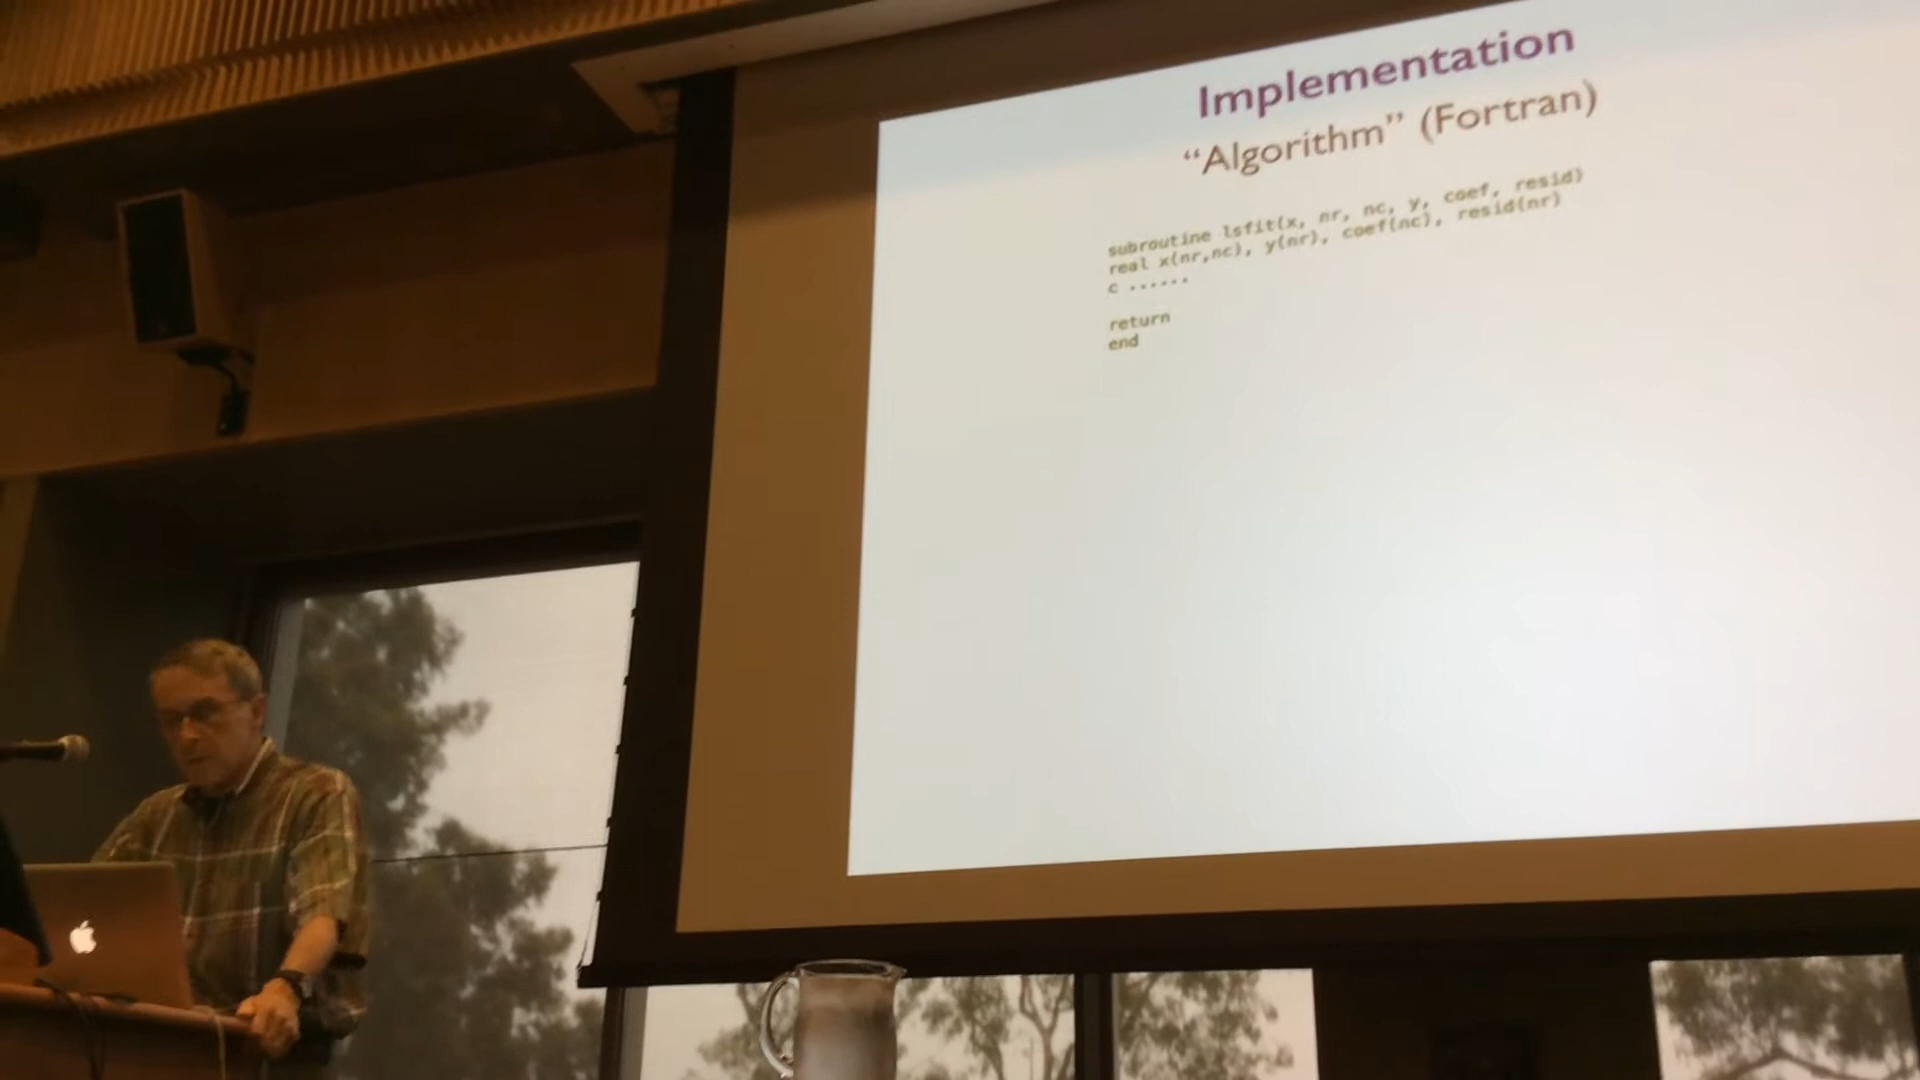 Implementation
“Algorithm” (Fortran)
subroutine lsfit(x, nr, nc, y, coef, resid)
real x(nr,nc), y(nr), coef(nc), resid(nr)
c ......
return
end